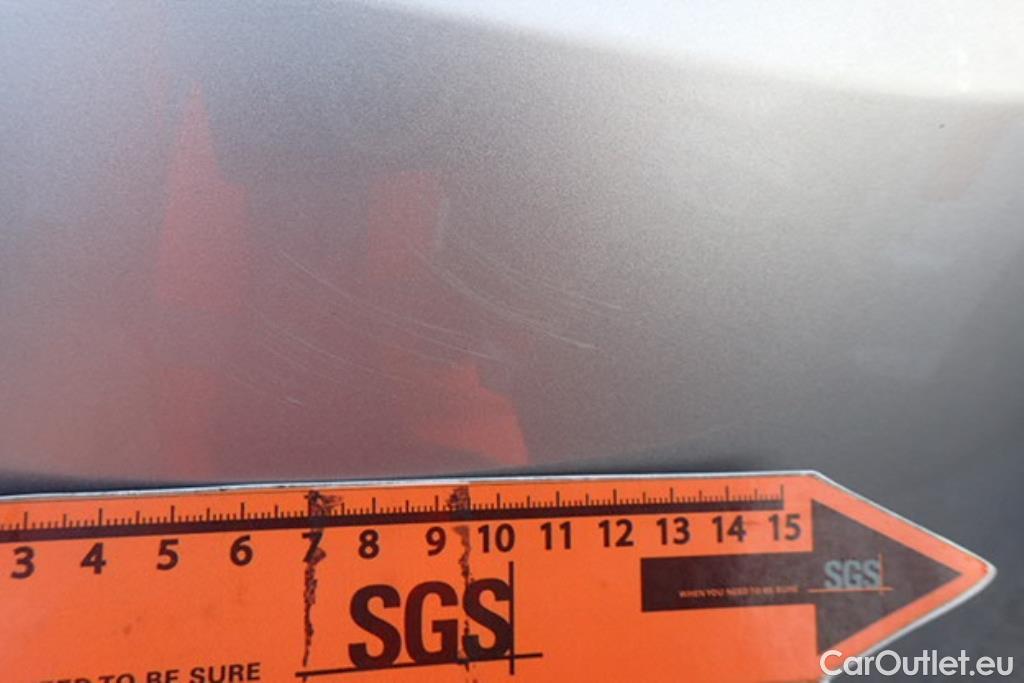 3 4 5 6 7 8 9 10 11 12 13 14 15
WHEN YOU NEED TO BE SURE SGS
SGS
TO BE SURE
CarOutlet.eu